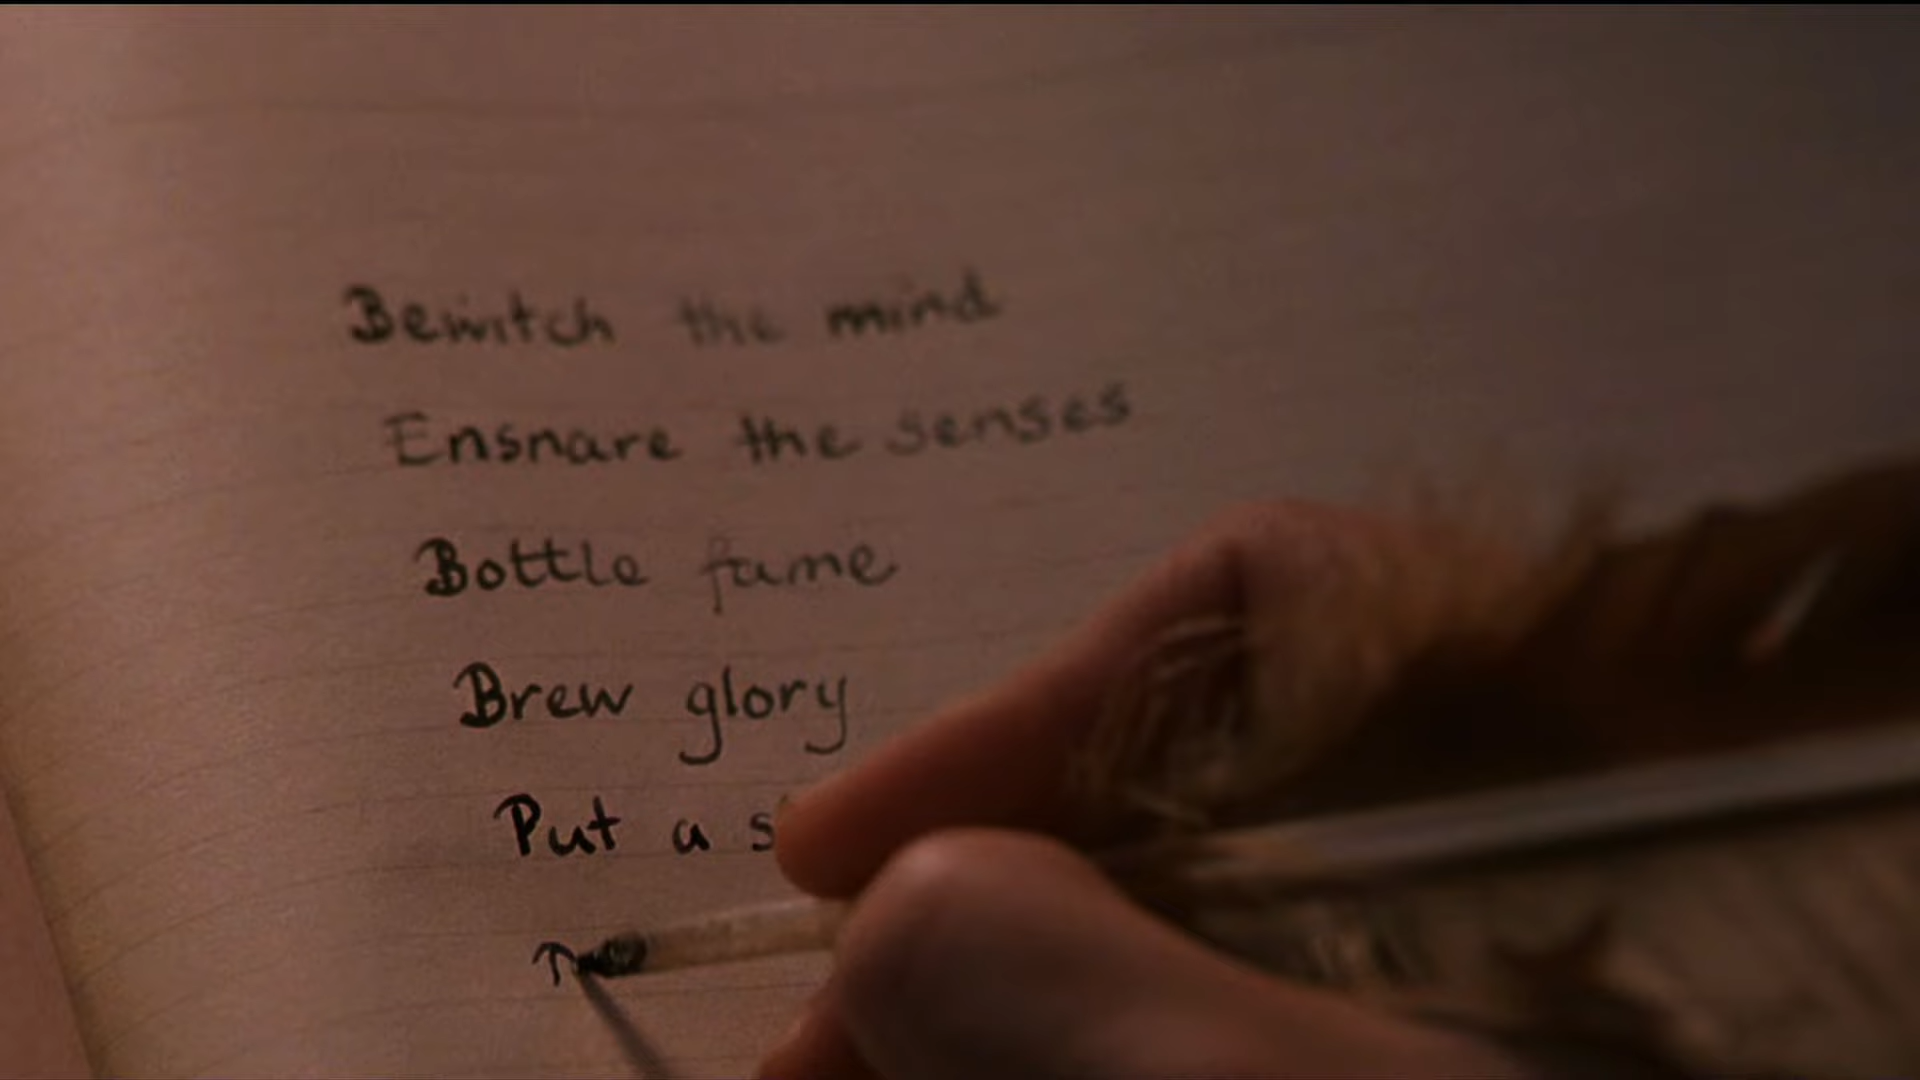 Bewitch the mind
Ensnare the senses
Bottle fame
Brew glory
Put a